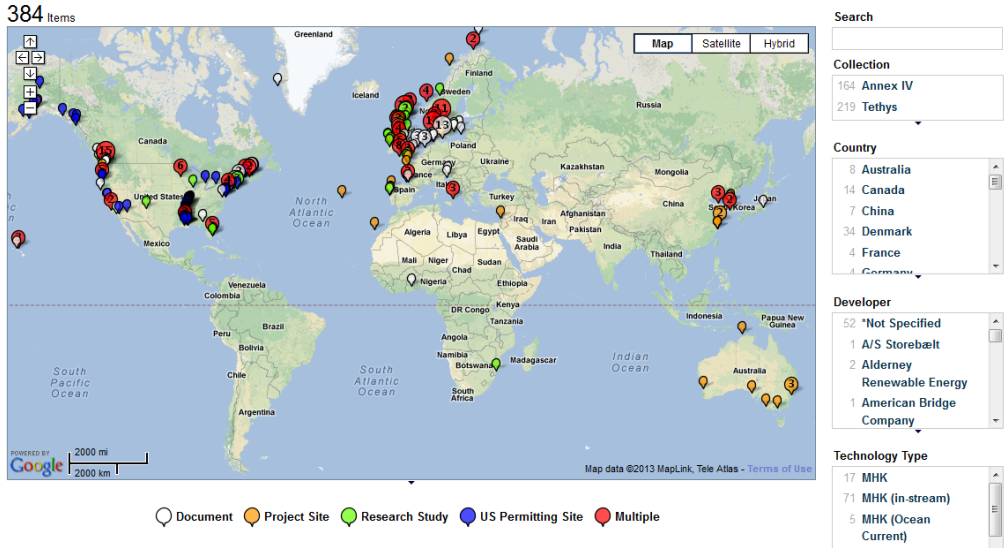 384 Items
Map
Satellite
Hybrid
Greenland
Iceland
Finland
Sweden
Russia
Canada
Poland
Ukraine
Kazakhstan
Mongolia
United States
Spain
Turkey
China
South Korea
Japan
North
Atlantic
Ocean
Algeria
Libya
Egypt
Iraq
Iran
Afghanistan
Pakistan
Saudi
Arabia
India
Thailand
Mexico
Mali
Niger
Chad
Sudan
Nigeria
Ethiopia
Venezuela
Colombia
Kenya
DR Congo
Tanzania
Indonesia
Papua New
Guinea
Peru
Brazil
Bolivia
Angola
Namibia
Botswana
Madagascar
Chile
South
Africa
Argentina
South
Pacific
Ocean
South
Atlantic
Ocean
Indian
Ocean
Australia
POWERED BY
Google
2000 mi
2000 km
Map data ©2013 MapLink, Tele Atlas - Terms of Use
Document
Project Site
Research Study
US Permitting Site
Multiple
Search
Collection
164 Annex IV
219 Tethys
Country
8 Australia
14 Canada
7 China
34 Denmark
4 France
4 Germany
Developer
52 *Not Specified
1 A/S Storebælt
2 Alderney
Renewable Energy
1 American Bridge
Company
Technology Type
17 MHK
71 MHK (in-stream)
5 MHK (Ocean
Current)